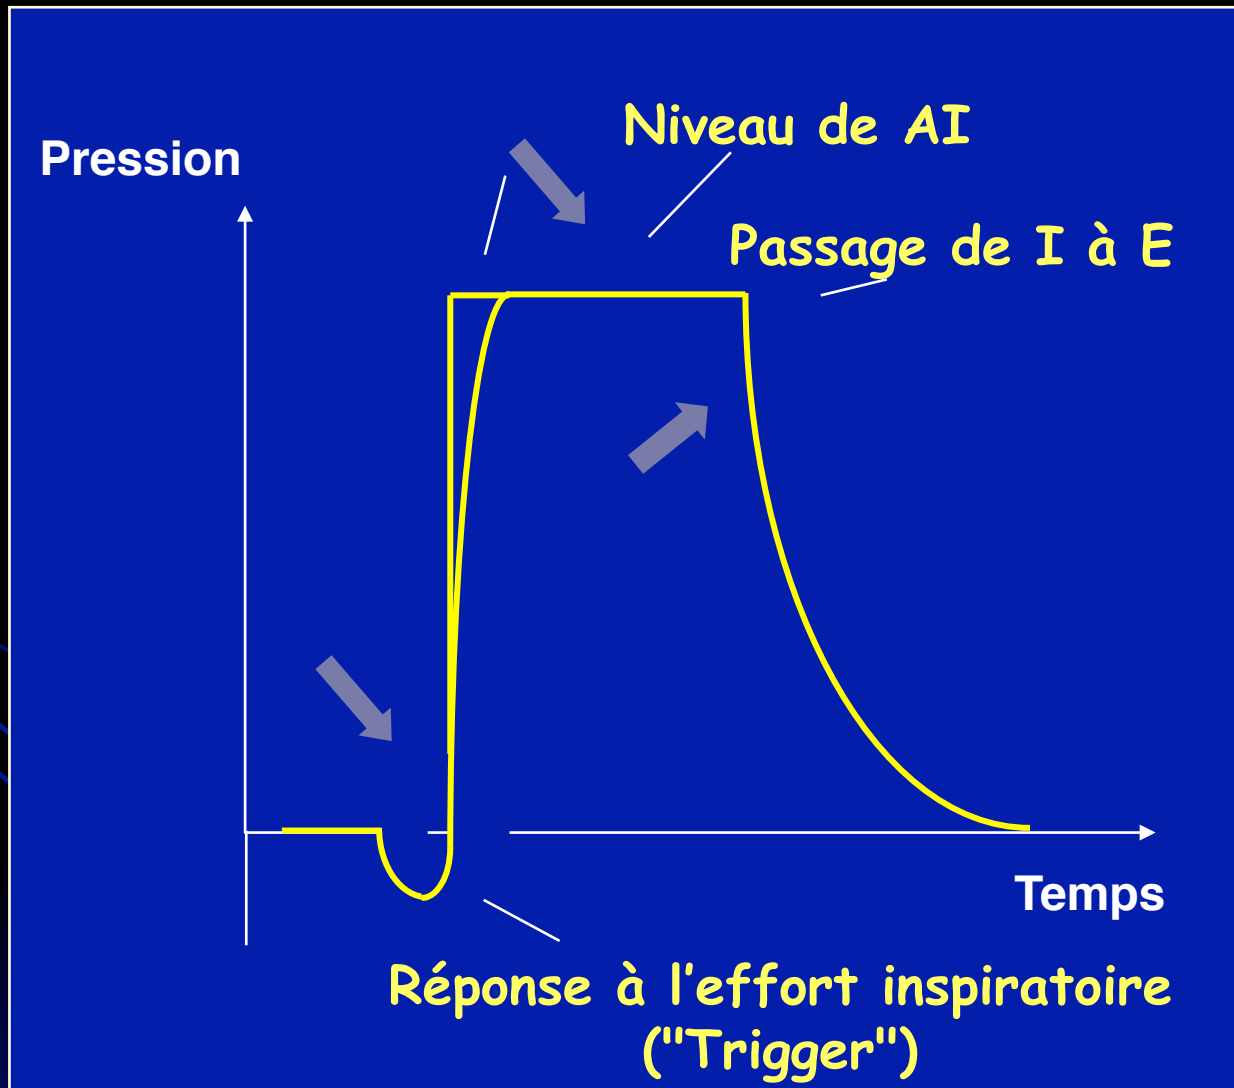 Niveau de AI
Pression
Passage de I à E
Temps
Réponse à l'effort inspiratoire
("Trigger")